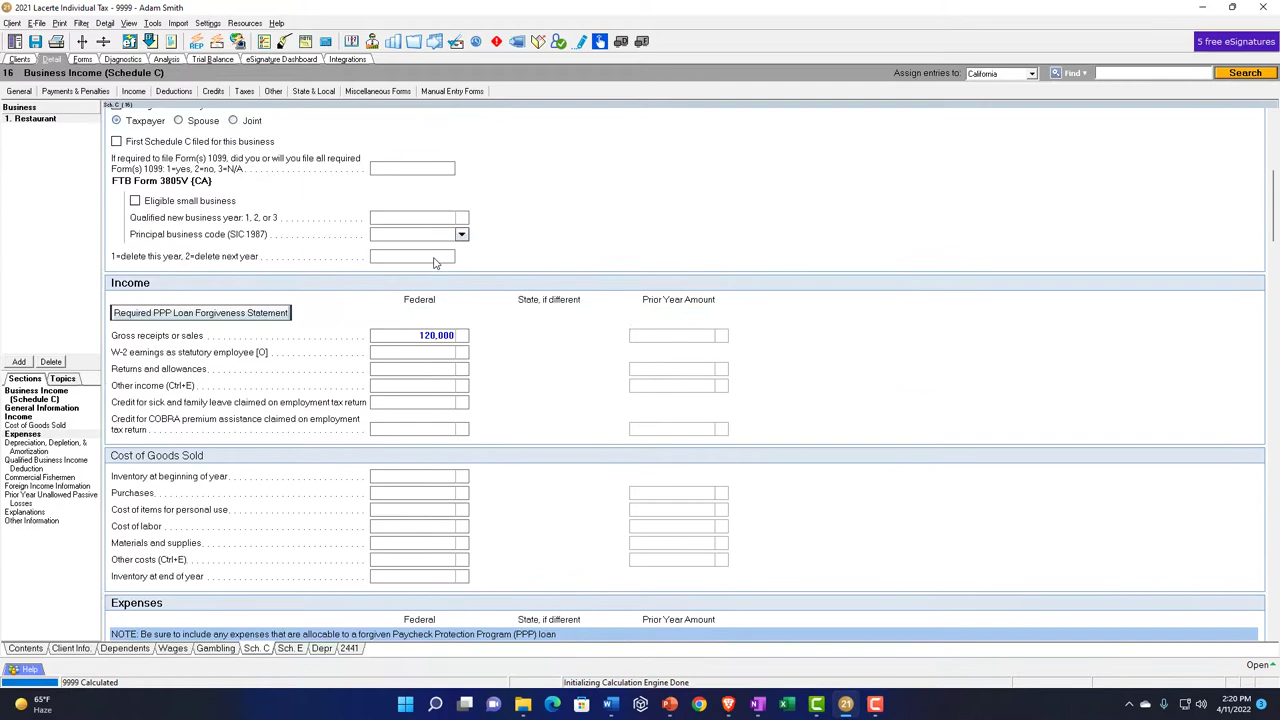 2021 Lacerte Individual Tax - 9999 - Adam Smith
Client E-File Print Filter Detail View Tools Import Settings Resources Help
5 free eSignatures
Clients Detail Forms Diagnostics Analysis Trial Balance eSignature Dashboard Integrations
16 Business Income (Schedule C) Assign entries to: California Find Search
General Payments & Penalties Income Deductions Credits Taxes Other State & Local Miscellaneous Forms Manual Entry Forms
Business
1. Restaurant
Add Delete
Sections Topics
Business Income
(Schedule C)
General Information
Income
Cost of Goods Sold
Expenses
Depreciation, Depletion, &
Amortization
Qualified Business Income
Deduction
Commercial Fishermen
Foreign Income Information
Prior Year Unallowed Passive
Losses
Explanations
Other Information
Sch. C (16)
Taxpayer Spouse Joint
First Schedule C filed for this business
If required to file Form(s) 1099, did you or will you file all required
Form(s) 1099: 1=yes, 2=no, 3=N/A
FTB Form 3805V {CA}
Eligible small business
Qualified new business year: 1, 2, or 3
Principal business code (SIC 1987)
1=delete this year, 2=delete next year
Income
Federal State, if different Prior Year Amount
Required PPP Loan Forgiveness Statement
Gross receipts or sales 120,000
W-2 earnings as statutory employee [O]
Returns and allowances
Other income (Ctrl+E)
Credit for sick and family leave claimed on employment tax return
Credit for COBRA premium assistance claimed on employment
tax return
Cost of Goods Sold
Inventory at beginning of year
Purchases
Cost of items for personal use
Cost of labor
Materials and supplies
Other costs (Ctrl+E)
Inventory at end of year
Expenses
Federal State, if different Prior Year Amount
NOTE: Be sure to include any expenses that are allocable to a forgiven Paycheck Protection Program (PPP) loan
Contents Client Info. Dependents Wages Gambling Sch. C Sch. E Depr 2441
Help Open
9999 Calculated Initializing Calculation Engine Done
65°F
Haze
2:20 PM
4/11/2022